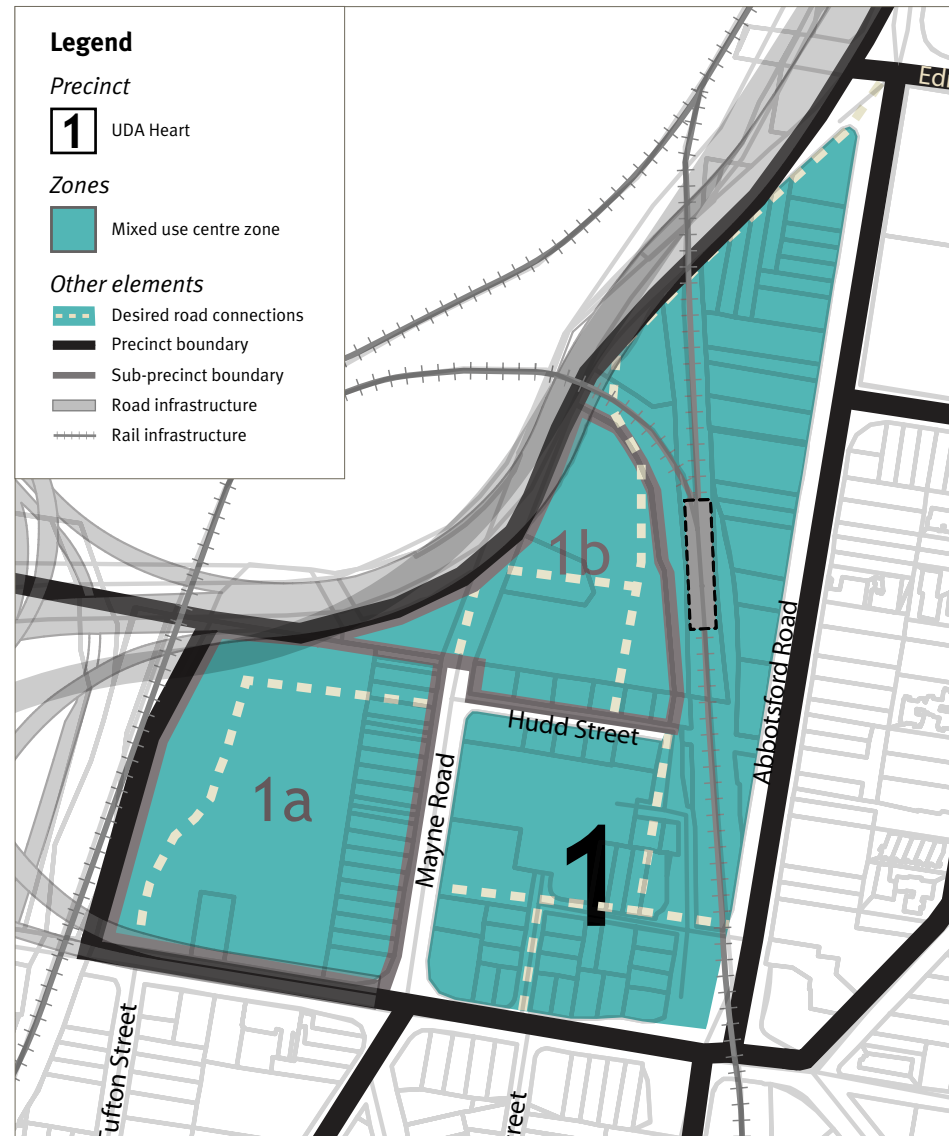 Legend
Precinct
1 UDA Heart
Zones
Mixed use centre zone
Other elements
Desired road connections
Precinct boundary
Sub-precinct boundary
Road infrastructure
Rail infrastructure
1b
Abbotsford Road
Hudd Street
Mayne Road
1a
1